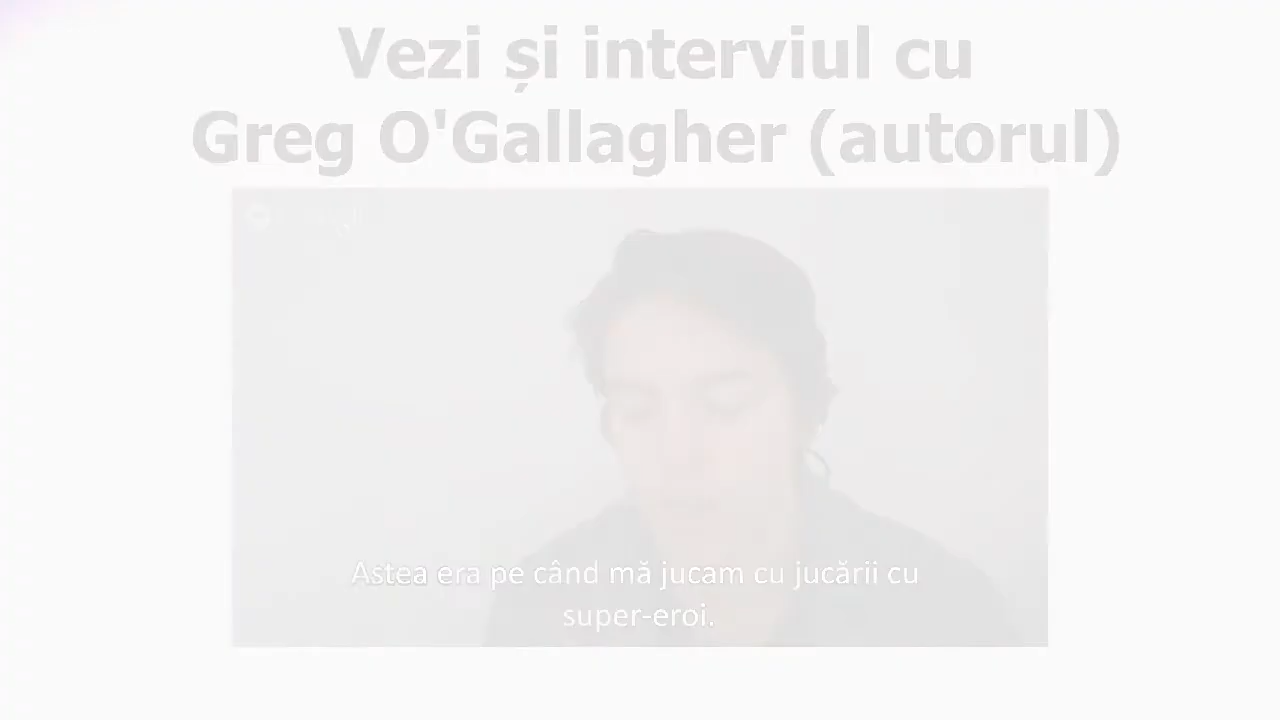 Vezi și interviul cu
Greg O'Gallagher (autorul)
Astea era pe când mă jucam cu jucării cu
super-eroi.